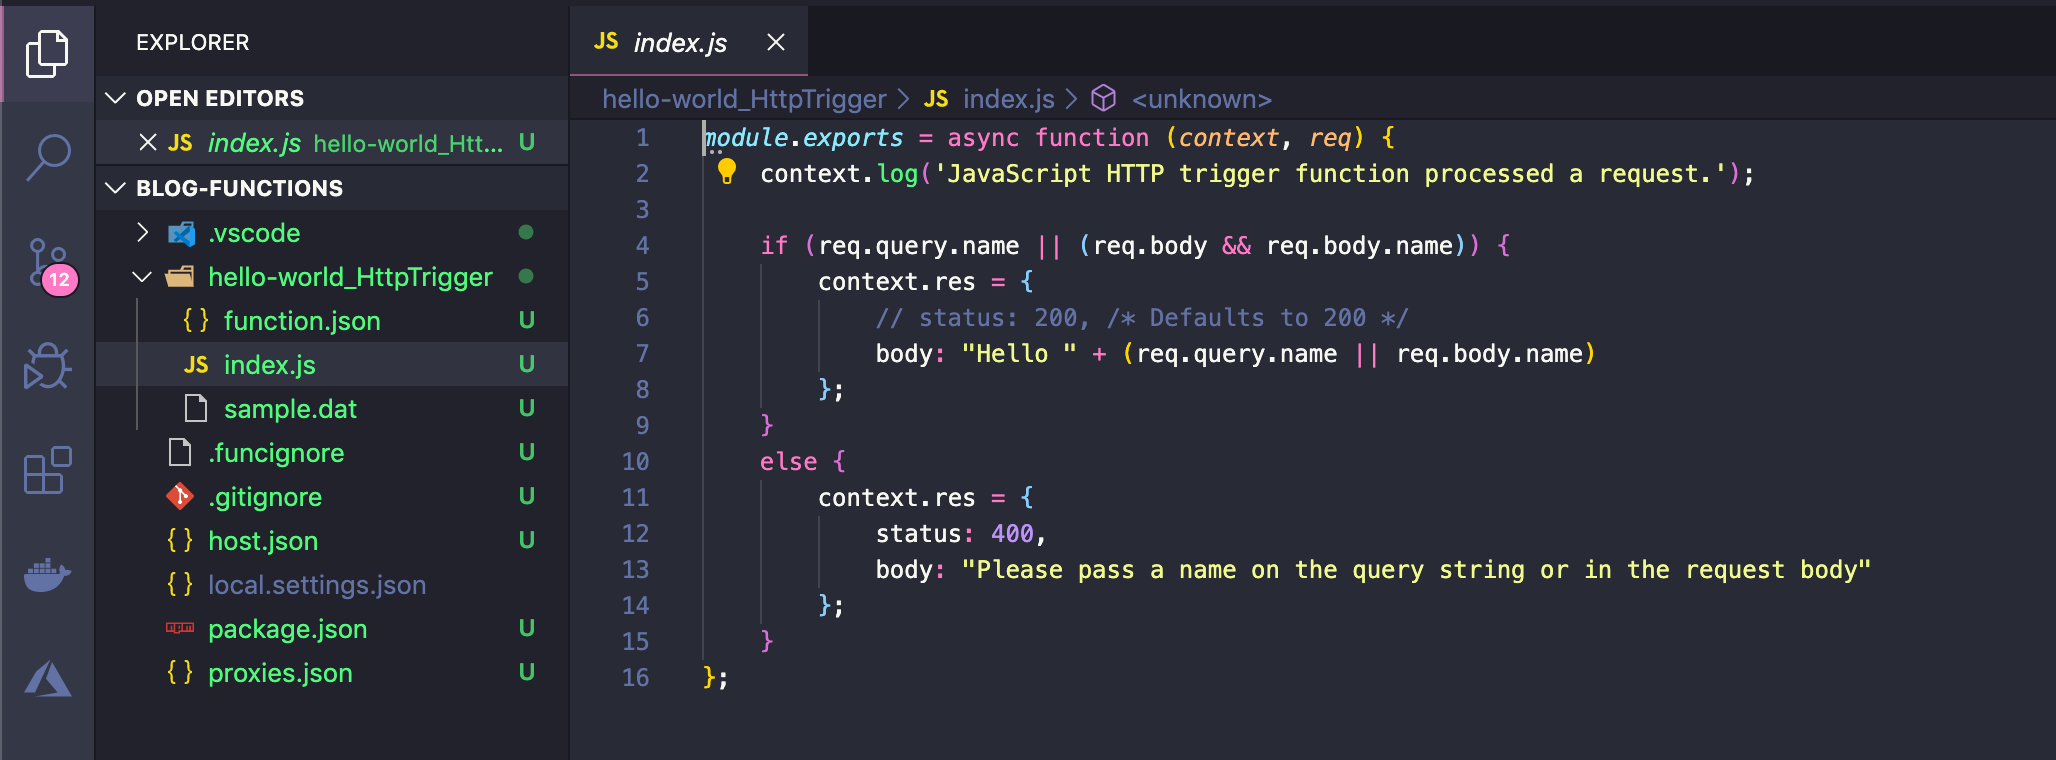 EXPLORER
OPEN EDITORS
JS index.js hello-world_Htt... U
BLOG-FUNCTIONS
.vscode
hello-world_HttpTrigger
{ } function.json U
JS index.js U
sample.dat U
.funcignore U
.gitignore U
{ } host.json U
{ } local.settings.json
package.json U
{ } proxies.json U
12
JS index.js
hello-world_HttpTrigger > JS index.js > <unknown>
1 module.exports = async function (context, req) {
2 context.log('JavaScript HTTP trigger function processed a request.');
3
4 if (req.query.name || (req.body && req.body.name)) {
5 context.res = {
6 // status: 200, /* Defaults to 200 */
7 body: "Hello " + (req.query.name || req.body.name)
8 };
9 }
10 else {
11 context.res = {
12 status: 400,
13 body: "Please pass a name on the query string or in the request body"
14 };
15 }
16 };